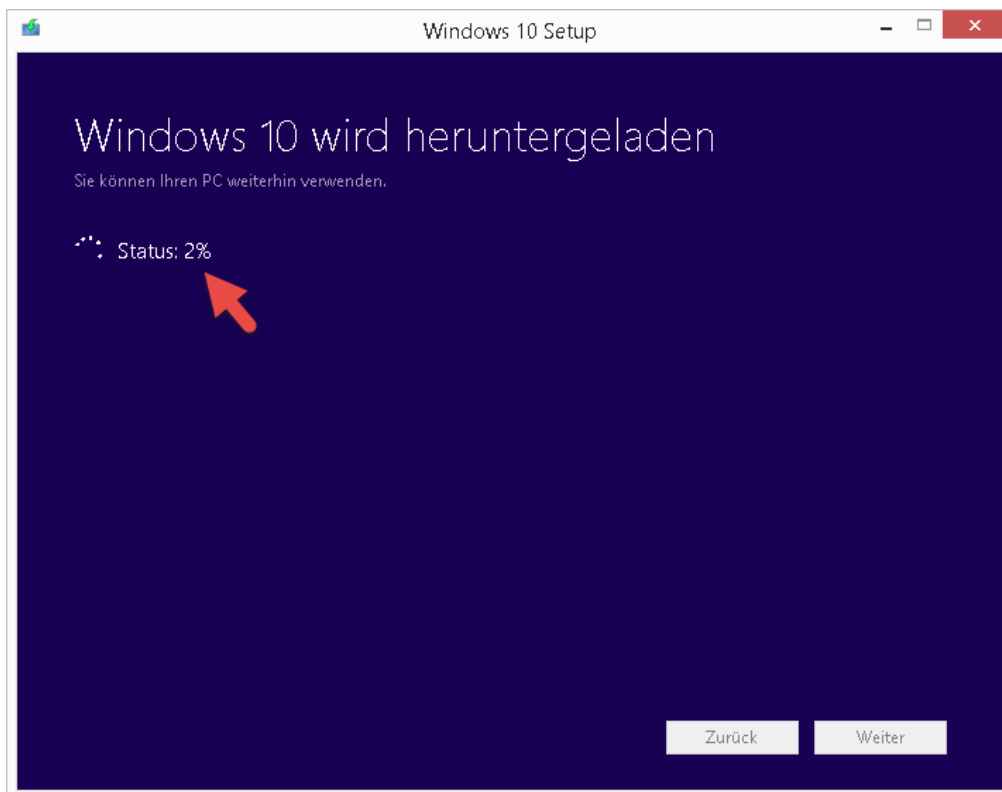 Windows 10 Setup
Windows 10 wird heruntergeladen
Sie können Ihren PC weiterhin verwenden.
Status: 2%
Zurück
Weiter